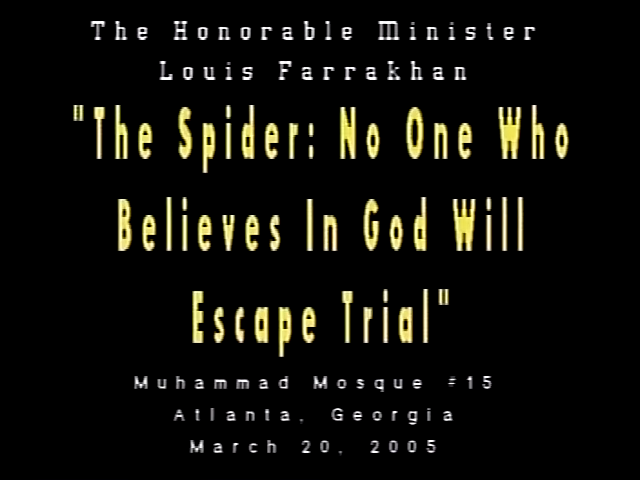 The Honorable Minister
Louis Farrakhan
"The Spider: No One Who
Believes In God Will
Escape Trial"
Muhammad Mosque #15
Atlanta, Georgia
March 20, 2005